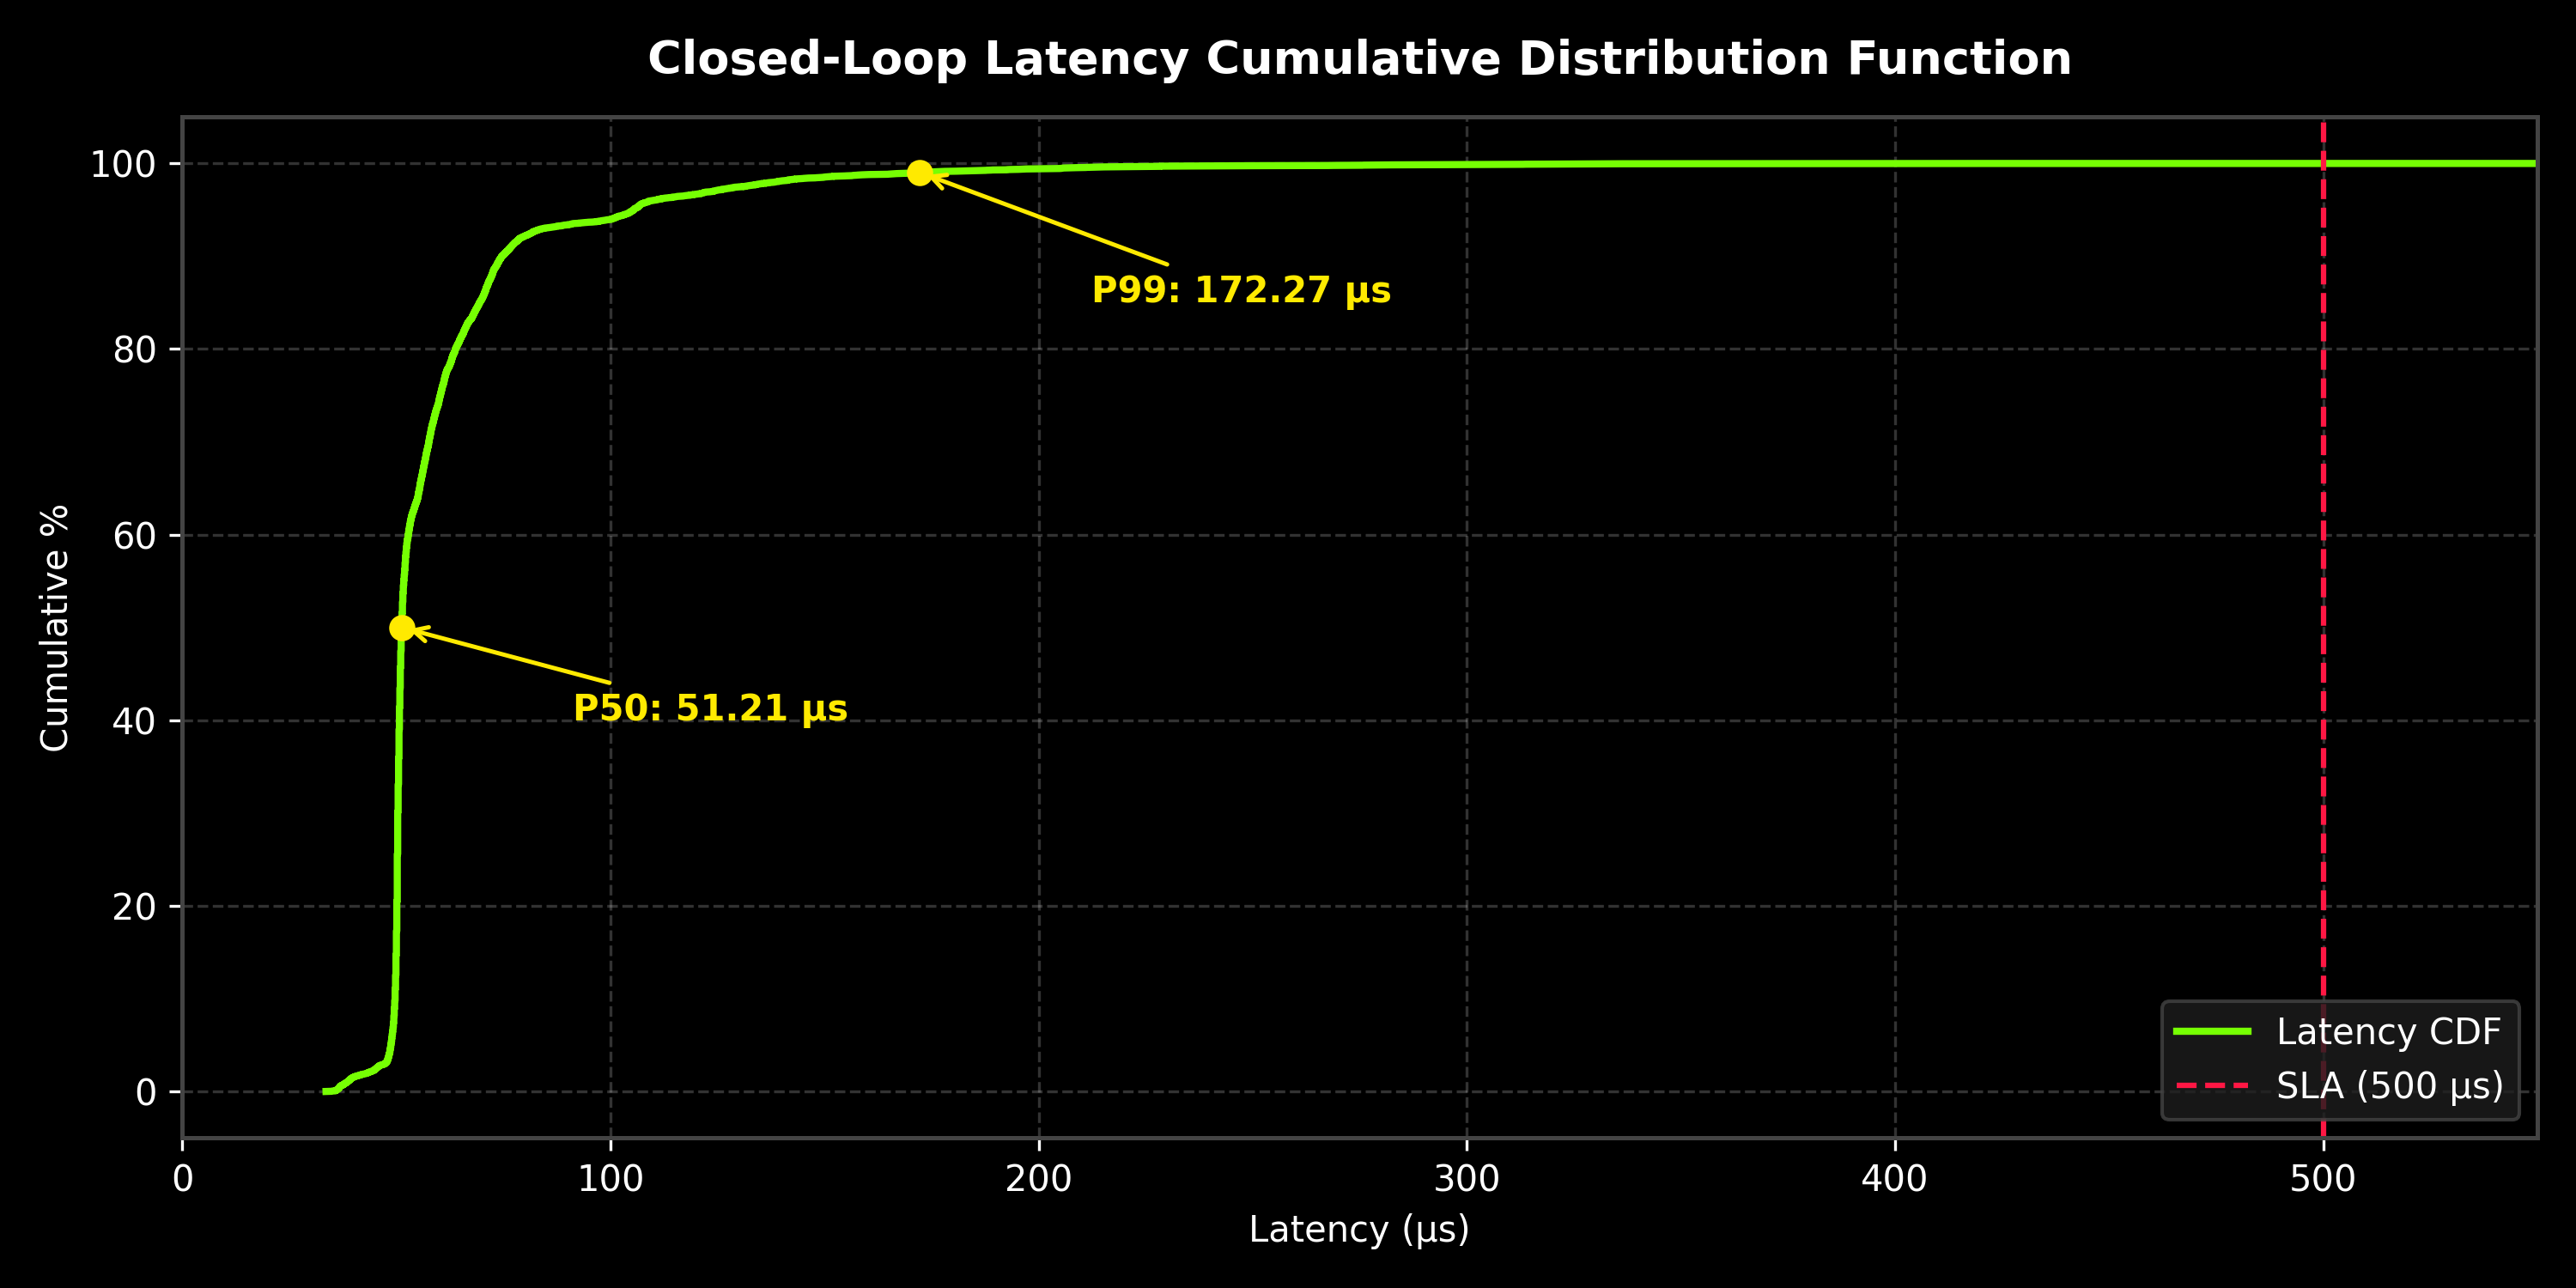 Closed-Loop Latency Cumulative Distribution Function
Cumulative %
100
80
60
40
20
0
P99: 172.27 µs
P50: 51.21 µs
Latency CDF
SLA (500 µs)
0
100
200
300
400
500
Latency (µs)